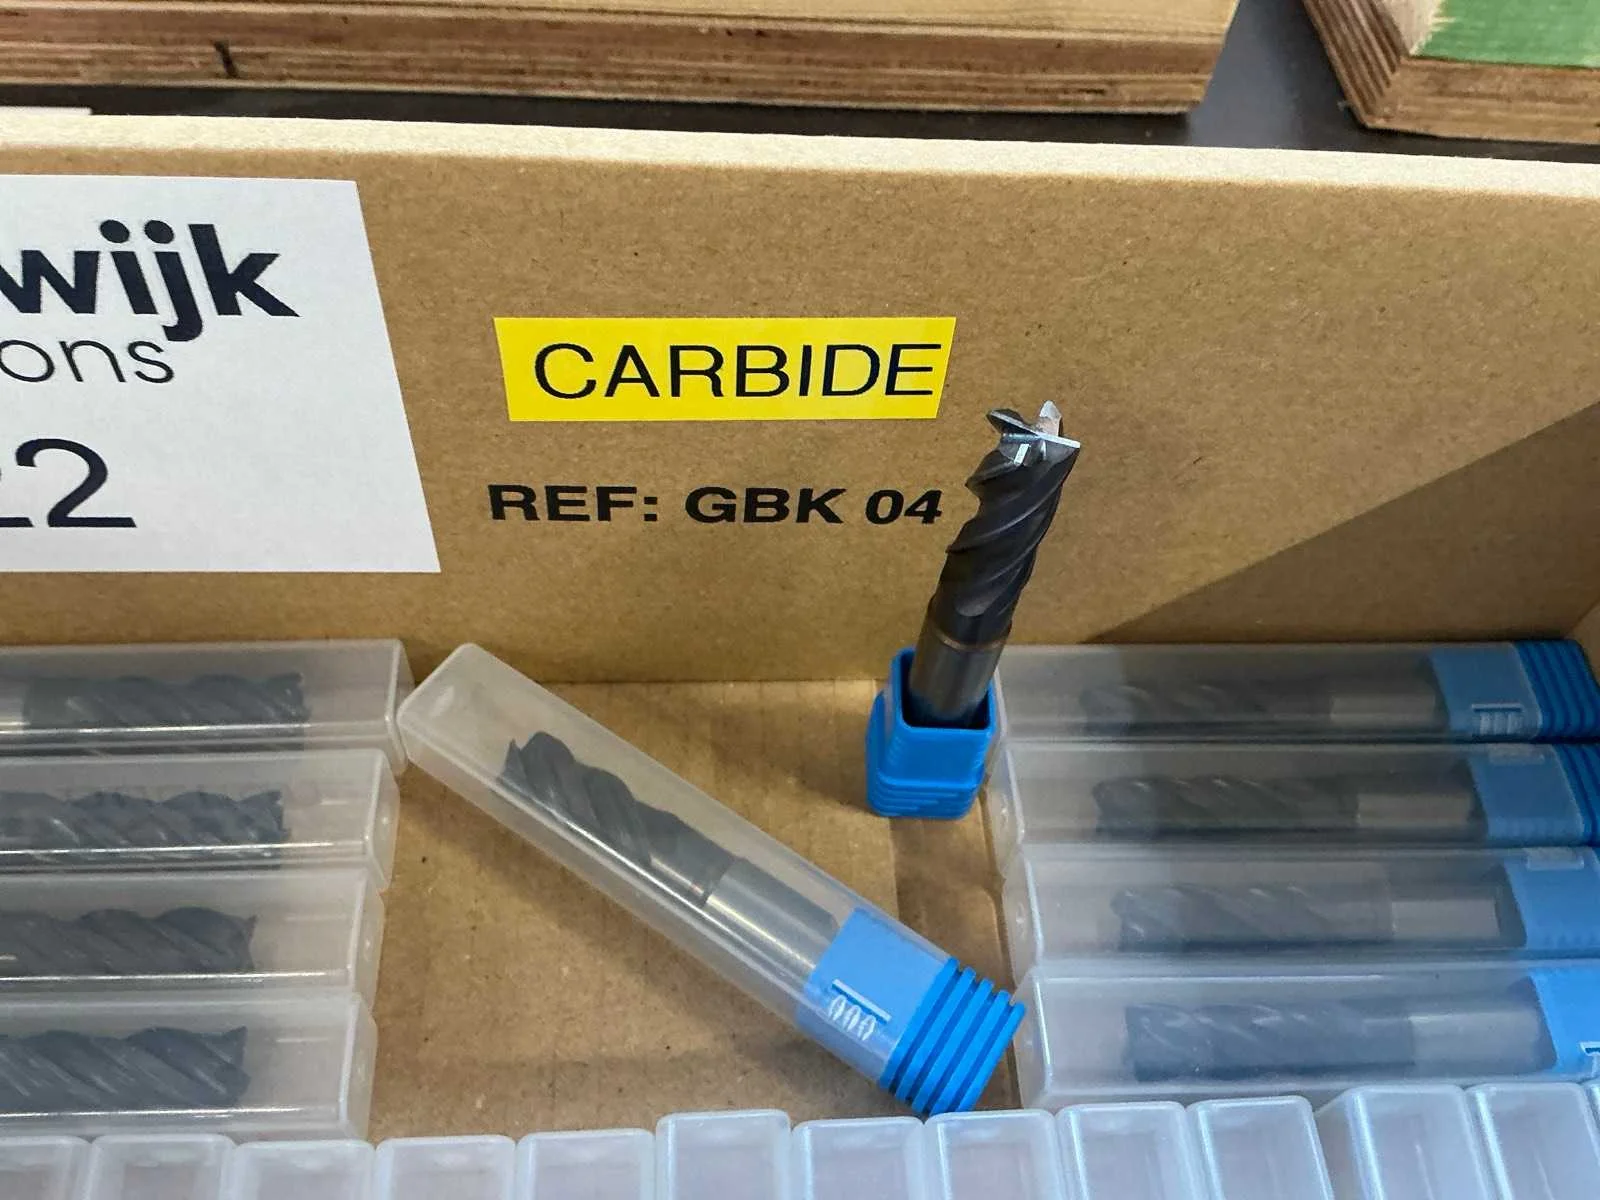 wijk
ons
22
CARBIDE
REF: GBK 04